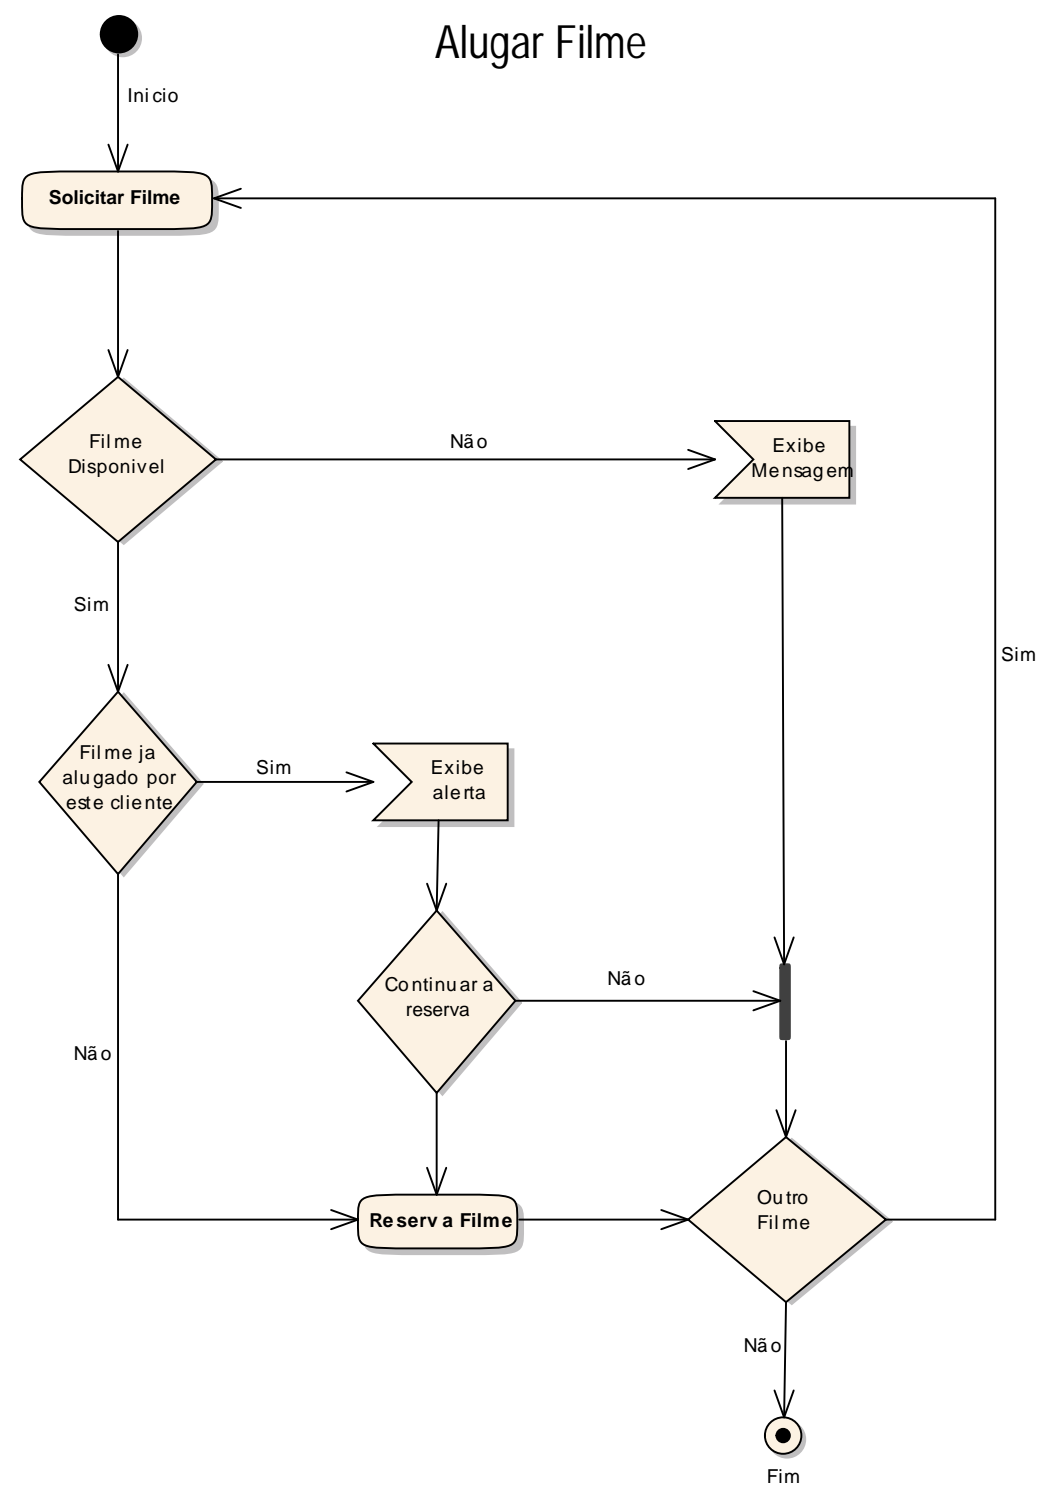 Alugar Filme
Inicio
Solicitar Filme
Filme
Disponivel
Não
Exibe
Mensagem
Sim
Sim
Filme ja
alugado por
este cliente
Sim
Exibe
alerta
Continuar a
reserva
Não
Não
Reserva Filme
Outro
Filme
Não
Fim